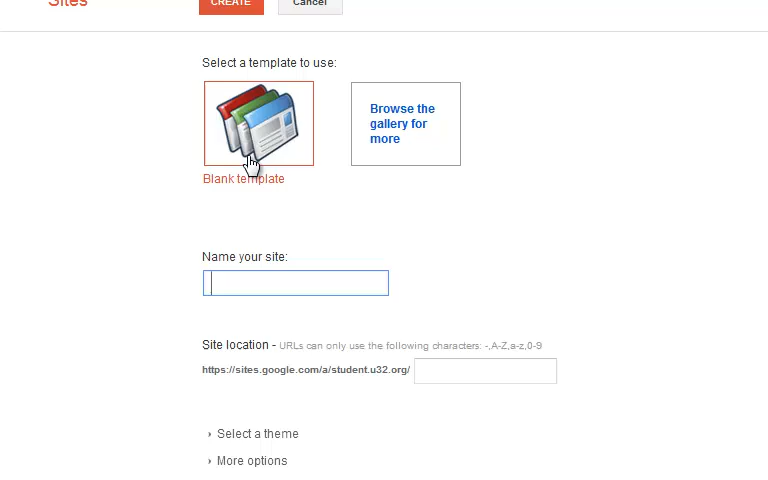 Sites
CREATE
Cancel
Select a template to use:
Browse the
gallery for
more
Blank template
Name your site:
Site location - URLs can only use the following characters: -,A-Z,a-z,0-9
https://sites.google.com/a/student.u32.org/
Select a theme
More options